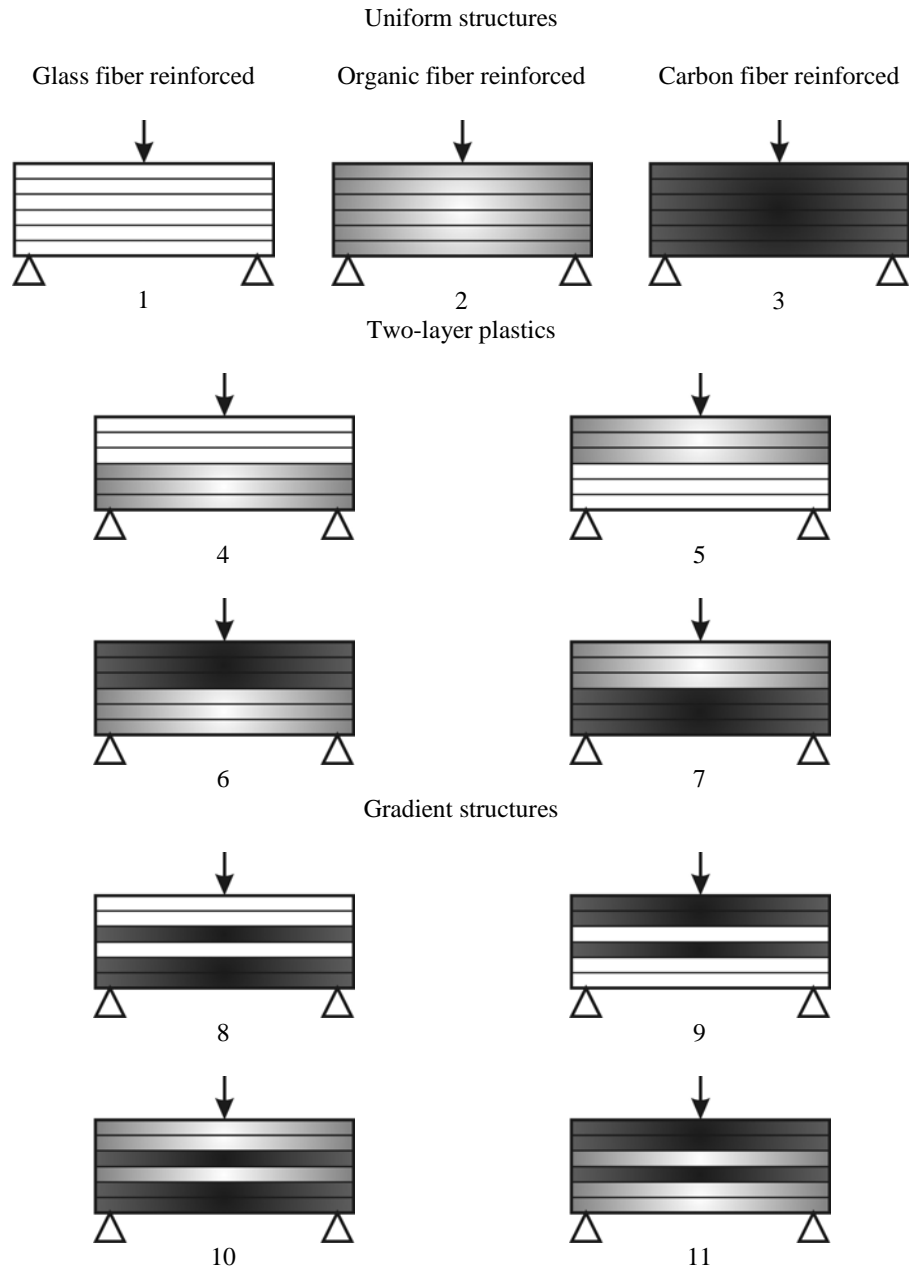 Uniform structures
Glass fiber reinforced
Organic fiber reinforced
Carbon fiber reinforced
1
2
3
Two-layer plastics
4
5
6
7
Gradient structures
8
9
10
11